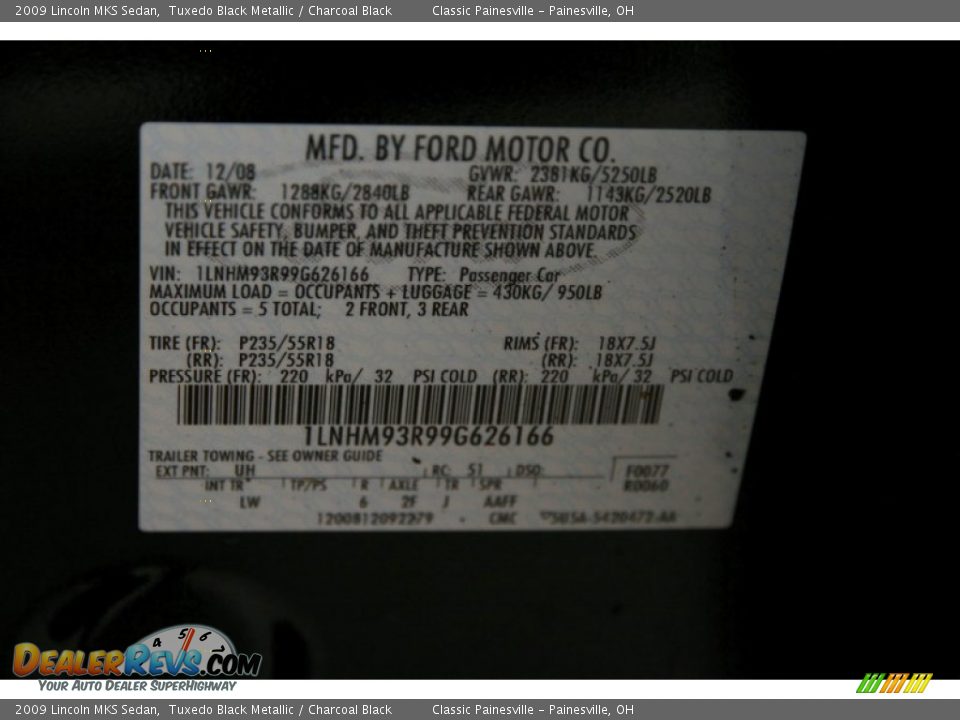 2009 Lincoln MKS Sedan, Tuxedo Black Metallic / Charcoal Black Classic Painesville - Painesville, OH
MFD. BY FORD MOTOR CO.
DATE: 12/08 GVWR: 2381KG/5250LB
FRONT GAWR: 1288KG/2840LB REAR GAWR: 1143KG/2520LB
THIS VEHICLE CONFORMS TO ALL APPLICABLE FEDERAL MOTOR
VEHICLE SAFETY, BUMPER, AND THEFT PREVENTION STANDARDS
IN EFFECT ON THE DATE OF MANUFACTURE SHOWN ABOVE.
VIN: 1LNHM93R99G626166 TYPE: Passenger Car
MAXIMUM LOAD = OCCUPANTS + LUGGAGE = 430KG/ 950LB
OCCUPANTS = 5 TOTAL; 2 FRONT, 3 REAR
TIRE (FR): P235/55R18 RIMS (FR): 18X7.5J
(RR): P235/55R18 (RR): 18X7.5J
PRESSURE (FR): 220 kPa/ 32 PSI COLD (RR): 220 kPa/ 32 PSI COLD
1LNHM93R99G626166
TRAILER TOWING - SEE OWNER GUIDE
EXT PNT: UH RC: 51 DSO: F0077
INT TR TP/PS R AXLE TR SPR R0060
LW 6 2F J AAFF
1200812092279 CMC
DEALERREVS.COM
YOUR AUTO DEALER SUPERHIGHWAY
2009 Lincoln MKS Sedan, Tuxedo Black Metallic / Charcoal Black Classic Painesville - Painesville, OH